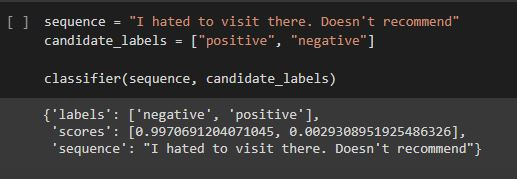 [ ] sequence = "I hated to visit there. Doesn't recommend"
candidate_labels = ["positive", "negative"]
classifier(sequence, candidate_labels)
{'labels': ['negative', 'positive'],
'scores': [0.9970691204071045, 0.0029308951925486326],
'sequence': "I hated to visit there. Doesn't recommend"}